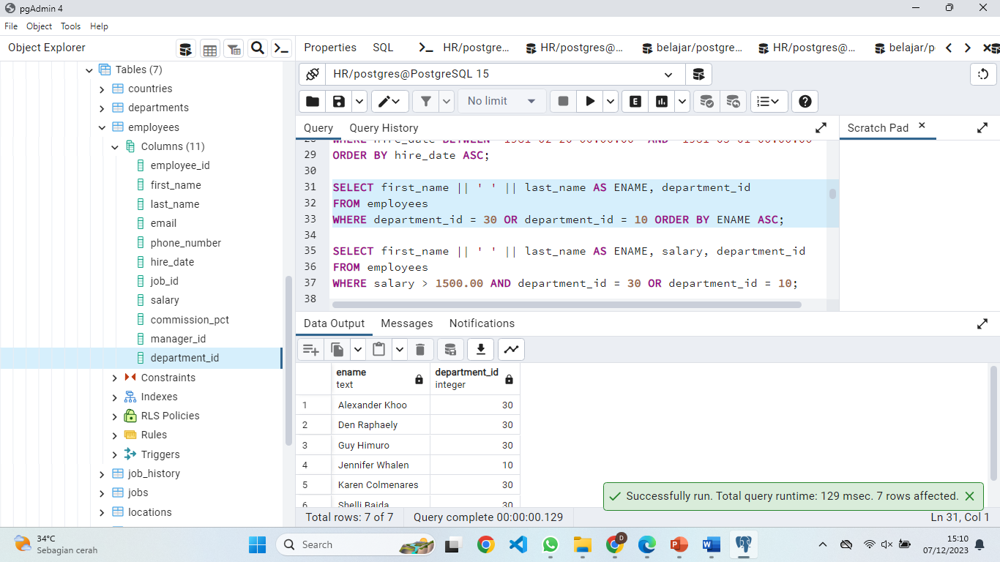 pgAdmin 4
File Object Tools Help
Object Explorer
Properties SQL HR/postgre... HR/postgres@... belajar/postgre... HR/postgres@... belajar/p
Tables (7)
countries
departments
employees
Columns (11)
employee_id
first_name
last_name
email
phone_number
hire_date
job_id
salary
commission_pct
manager_id
department_id
Constraints
Indexes
RLS Policies
Rules
Triggers
job_history
jobs
locations
HR/postgres@PostgreSQL 15
No limit
E
Query Query History
Scratch Pad
29 ORDER BY hire_date ASC;
30
31 SELECT first_name || ' ' || last_name AS ENAME, department_id
32 FROM employees
33 WHERE department_id = 30 OR department_id = 10 ORDER BY ENAME ASC;
34
35 SELECT first_name || ' ' || last_name AS ENAME, salary, department_id
36 FROM employees
37 WHERE salary > 1500.00 AND department_id = 30 OR department_id = 10;
38
Data Output Messages Notifications
ename department_id
text integer
1 Alexander Khoo 30
2 Den Raphaely 30
3 Guy Himuro 30
4 Jennifer Whalen 10
5 Karen Colmenares 30
6 Shelli Baida 30
Successfully run. Total query runtime: 129 msec. 7 rows affected.
Total rows: 7 of 7 Query complete 00:00:00.129 Ln 31, Col 1
34°C
Sebagian cerah
Search
D
15:10
07/12/2023